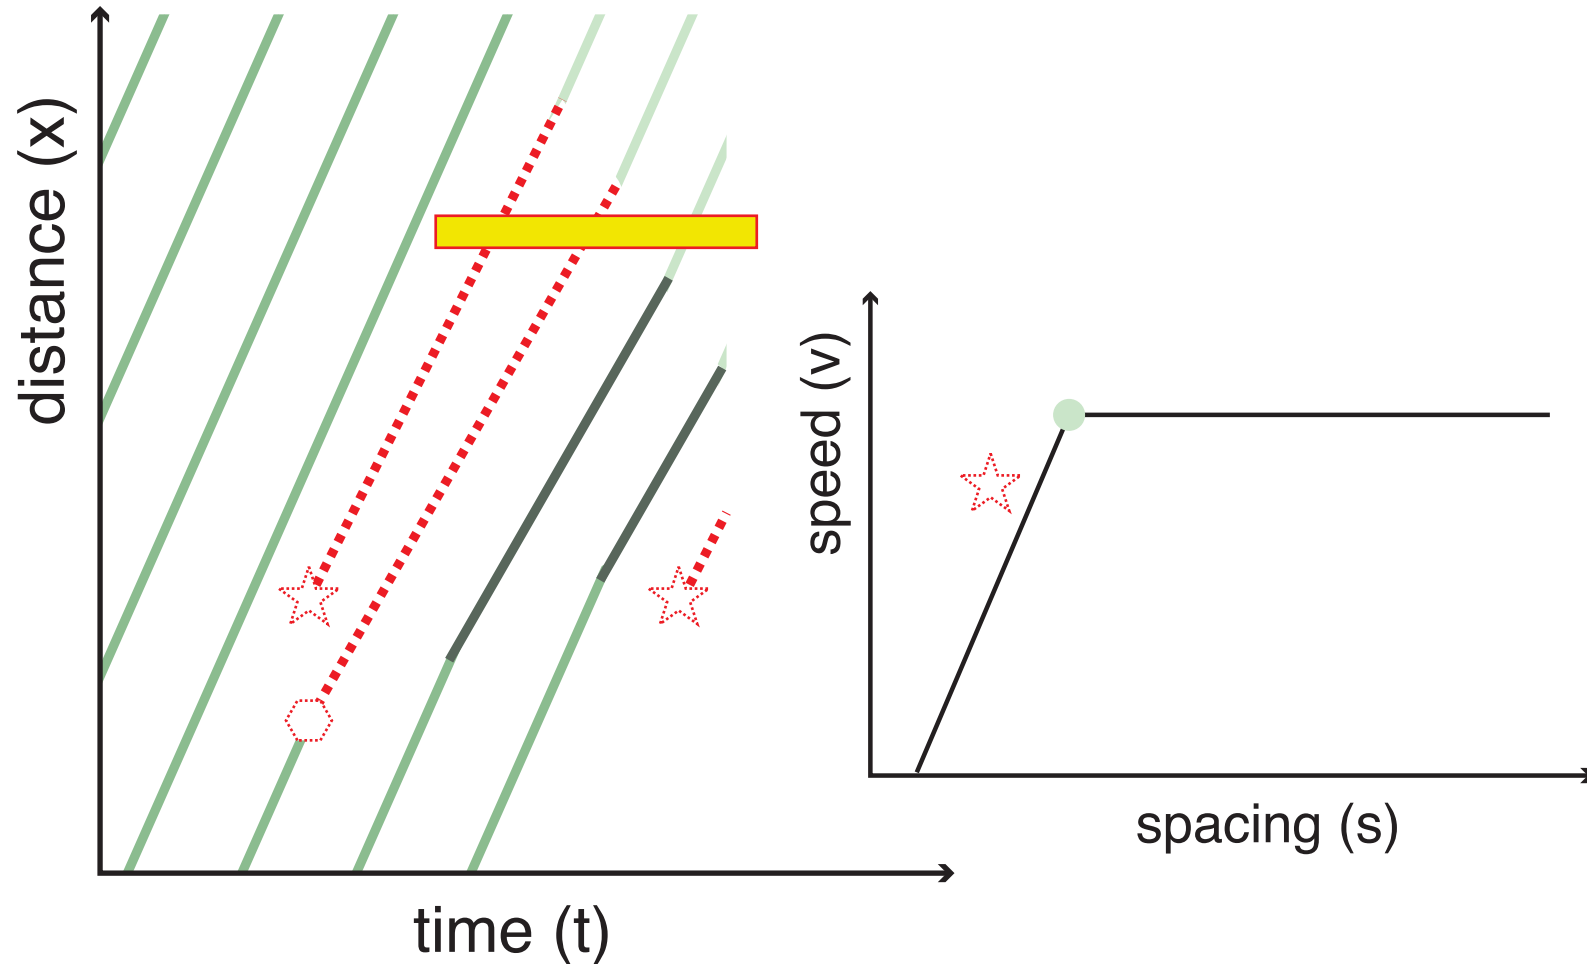 distance (x)
time (t)
speed (v)
spacing (s)